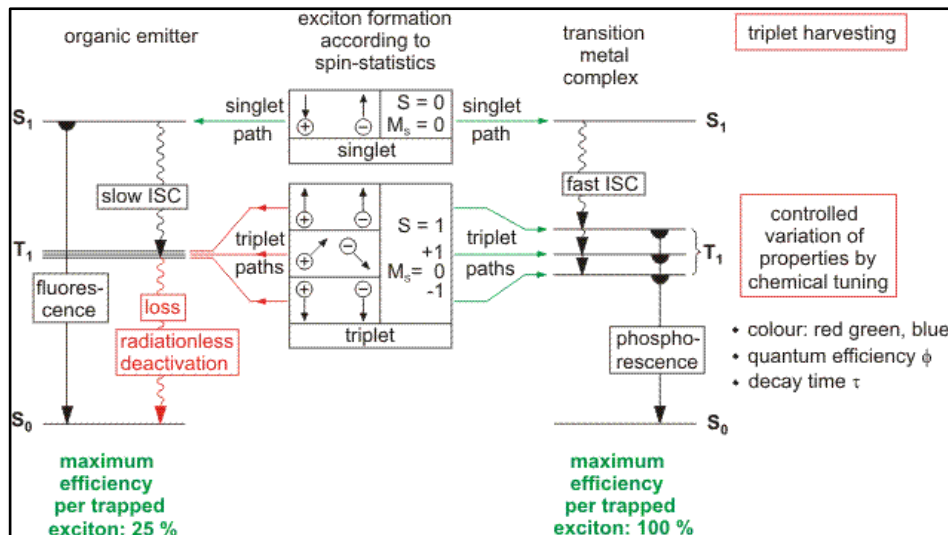 organic emitter
exciton formation
according to
spin-statistics
transition
metal
complex
triplet harvesting
S1
singlet
path
S = 0
Ms = 0
singlet
singlet
path
S1
slow ISC
fast ISC
T1
triplet
paths
S = 1
+1
Ms = 0
-1
triplet
triplet
paths
T1
controlled
variation of
properties by
chemical tuning
fluores-
cence
loss
radiationless
deactivation
phospho-
rescence
• colour: red green, blue
• quantum efficiency ϕ
• decay time τ
S0
S0
maximum
efficiency
per trapped
exciton: 25 %
maximum
efficiency
per trapped
exciton: 100 %